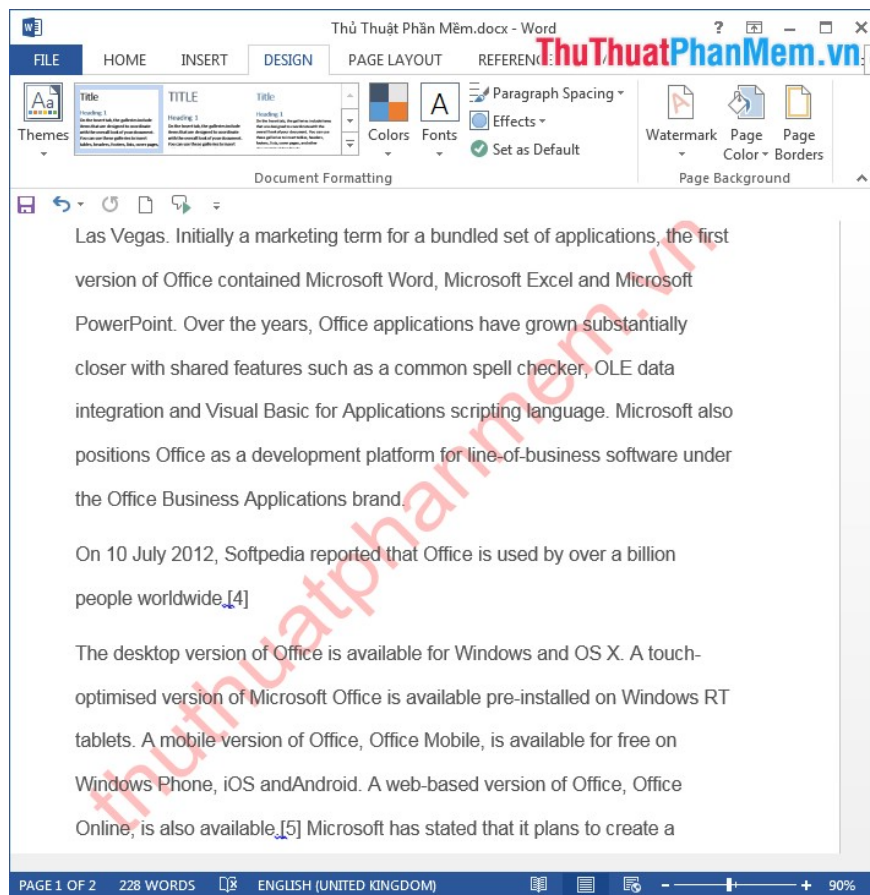 Thủ Thuật Phần Mềm.docx - Word
ThuThuatPhanMem.vn
FILE HOME INSERT DESIGN PAGE LAYOUT
Title TITLE Title
Heading 1 Heading 1 Heading 1
Themes
Colors Fonts
Paragraph Spacing
Effects
Set as Default
Watermark Page Color Page Borders
Document Formatting
Page Background
Las Vegas. Initially a marketing term for a bundled set of applications, the first
version of Office contained Microsoft Word, Microsoft Excel and Microsoft
PowerPoint. Over the years, Office applications have grown substantially
closer with shared features such as a common spell checker, OLE data
integration and Visual Basic for Applications scripting language. Microsoft also
positions Office as a development platform for line-of-business software under
the Office Business Applications brand.
On 10 July 2012, Softpedia reported that Office is used by over a billion
people worldwide.[4]
The desktop version of Office is available for Windows and OS X. A touch-
optimised version of Microsoft Office is available pre-installed on Windows RT
tablets. A mobile version of Office, Office Mobile, is available for free on
Windows Phone, iOS andAndroid. A web-based version of Office, Office
Online, is also available.[5] Microsoft has stated that it plans to create a
thuthuatphanmem.vn
PAGE 1 OF 2 228 WORDS ENGLISH (UNITED KINGDOM) 90%